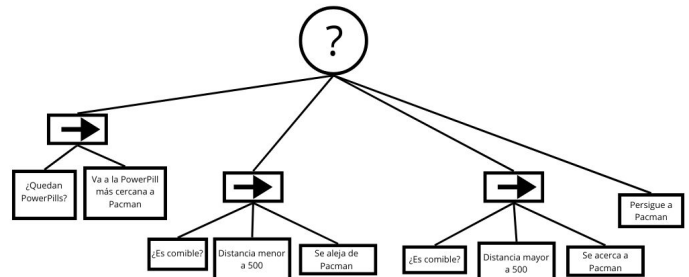 ?
¿Quedan
PowerPills?
Va a la PowerPill
más cercana a
Pacman
¿Es comible?
Distancia menor
a 500
Se aleja de
Pacman
¿Es comible?
Distancia mayor
a 500
Se acerca a
Pacman
Persigue a
Pacman